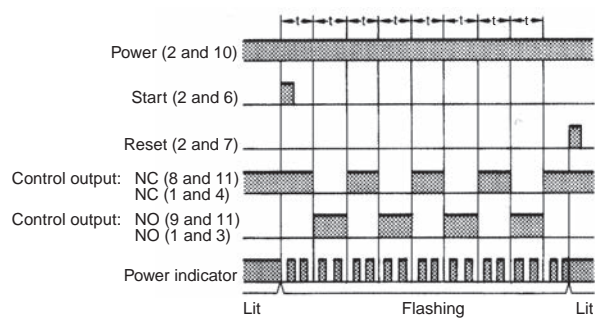 t t t t t t t t
Power (2 and 10)
Start (2 and 6)
Reset (2 and 7)
Control output: NC (8 and 11)
NC (1 and 4)
Control output: NO (9 and 11)
NO (1 and 3)
Power indicator
Lit Flashing Lit